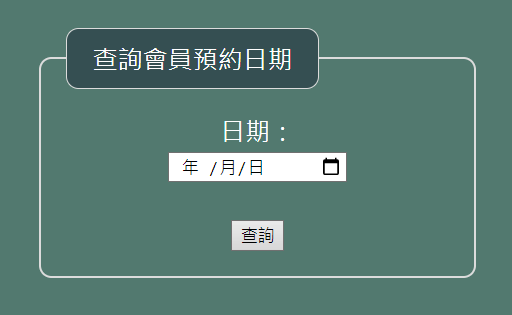 查詢會員預約日期
日期：
年 /月/日
查詢